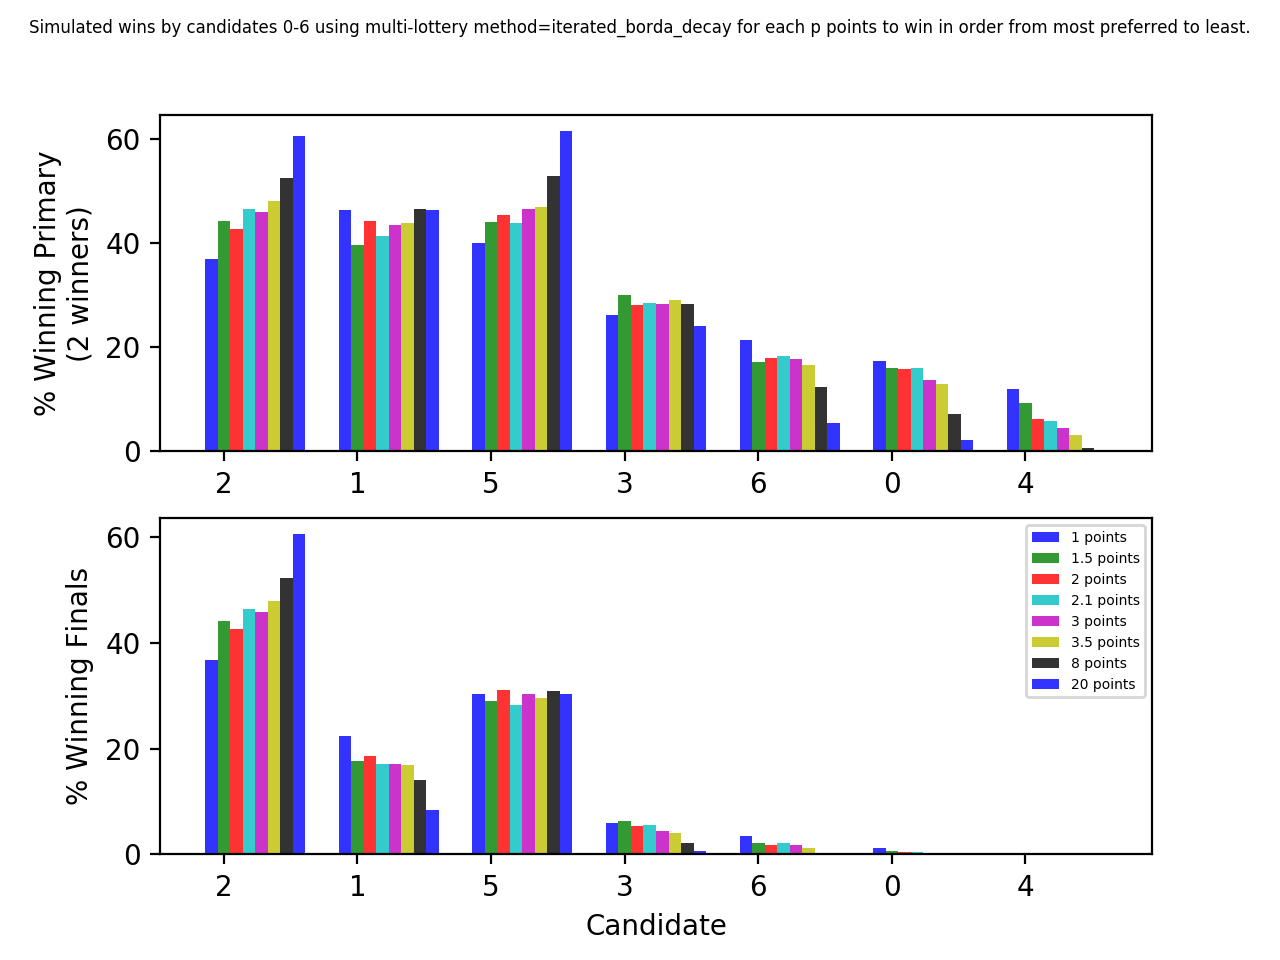 Simulated wins by candidates 0-6 using multi-lottery method=iterated_borda_decay for each p points to win in order from most preferred to least.
% Winning Primary
(2 winners)
60
40
20
0
2 1 5 3 6 0 4
% Winning Finals
60
40
20
0
1 points
1.5 points
2 points
2.1 points
3 points
3.5 points
8 points
20 points
2 1 5 3 6 0 4
Candidate